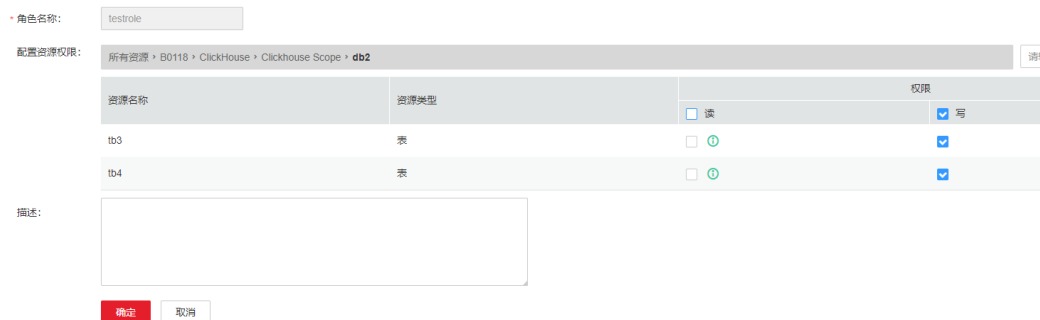 * 角色名称：
testrole
配置资源权限：
所有资源 › B0118 › ClickHouse › Clickhouse Scope › db2
资源名称
资源类型
权限
读
写
tb3
表
tb4
表
描述：
确定
取消